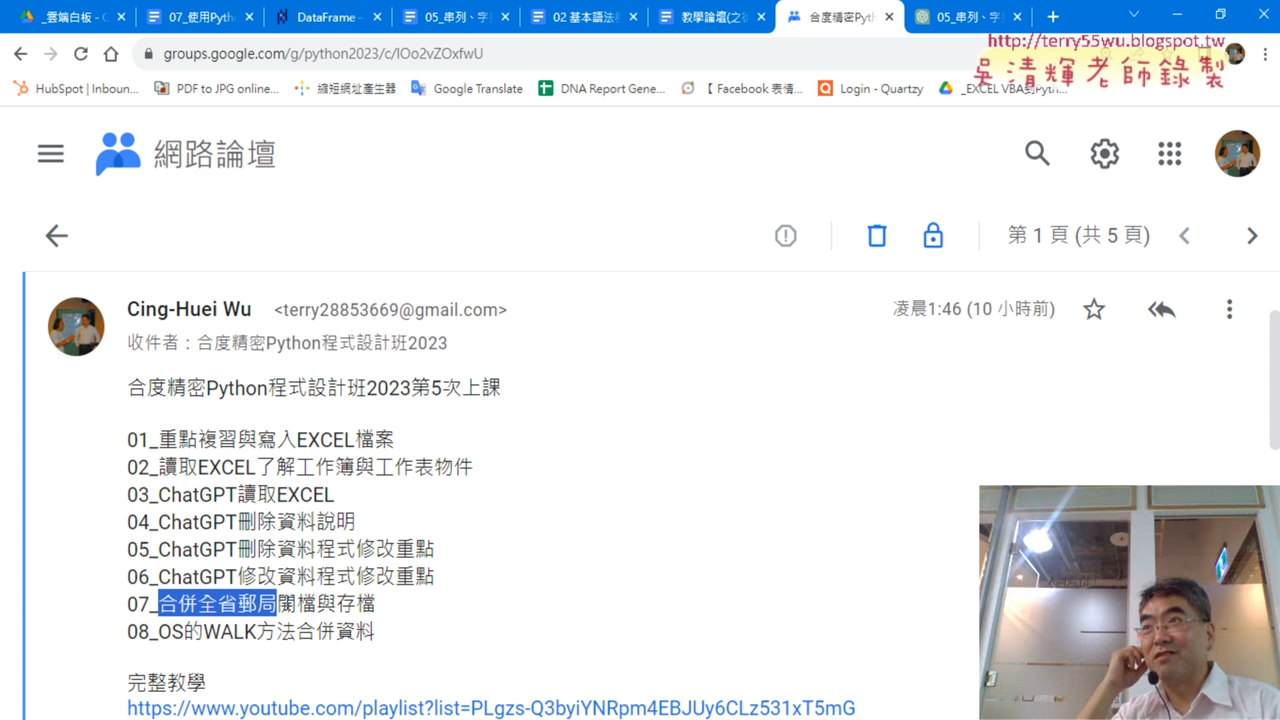 _雲端白板 - G
07_使用Pyth
DataFrame -
05_串列、字
02 基本語法
教學論壇(之
合度精密Pyth
05_串列、字
http://terry55wu.blogspot.tw
groups.google.com/g/python2023/c/lOo2vZOxfwU
吳清輝老師錄製
HubSpot | Inboun...
PDF to JPG online...
縮短網址產生器
Google Translate
DNA Report Gene...
【 Facebook 表情...
Login - Quartzy
_EXCEL VBA到Pyth...
網路論壇
第 1 頁 (共 5 頁)
Cing-Huei Wu <terry28853669@gmail.com>
凌晨1:46 (10 小時前)
收件者：合度精密Python程式設計班2023
合度精密Python程式設計班2023第5次上課
01_重點複習與寫入EXCEL檔案
02_讀取EXCEL了解工作簿與工作表物件
03_ChatGPT讀取EXCEL
04_ChatGPT刪除資料說明
05_ChatGPT刪除資料程式修改重點
06_ChatGPT修改資料程式修改重點
07_合併全省郵局開檔與存檔
08_OS的WALK方法合併資料
完整教學
https://www.youtube.com/playlist?list=PLgzs-Q3byiYNRpm4EBJUy6CLz531xT5mG